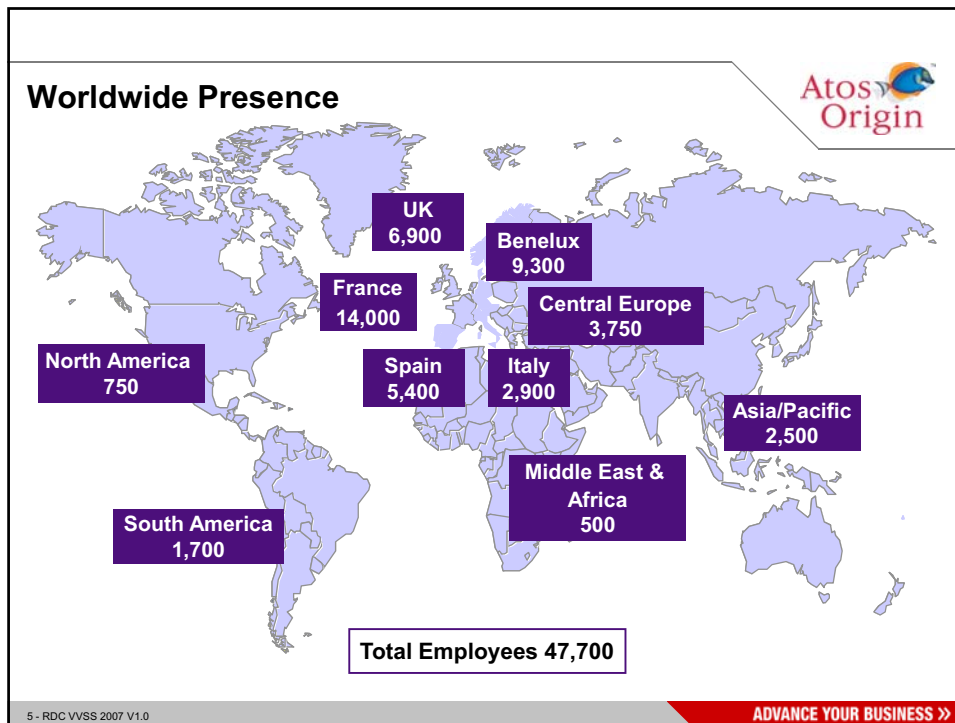 Worldwide Presence
Atos
Origin
™
UK
6,900
Benelux
9,300
France
14,000
Central Europe
3,750
North America
750
Spain
5,400
Italy
2,900
Asia/Pacific
2,500
Middle East &
Africa
500
South America
1,700
Total Employees 47,700
5 - RDC VVSS 2007 V1.0
ADVANCE YOUR BUSINESS »